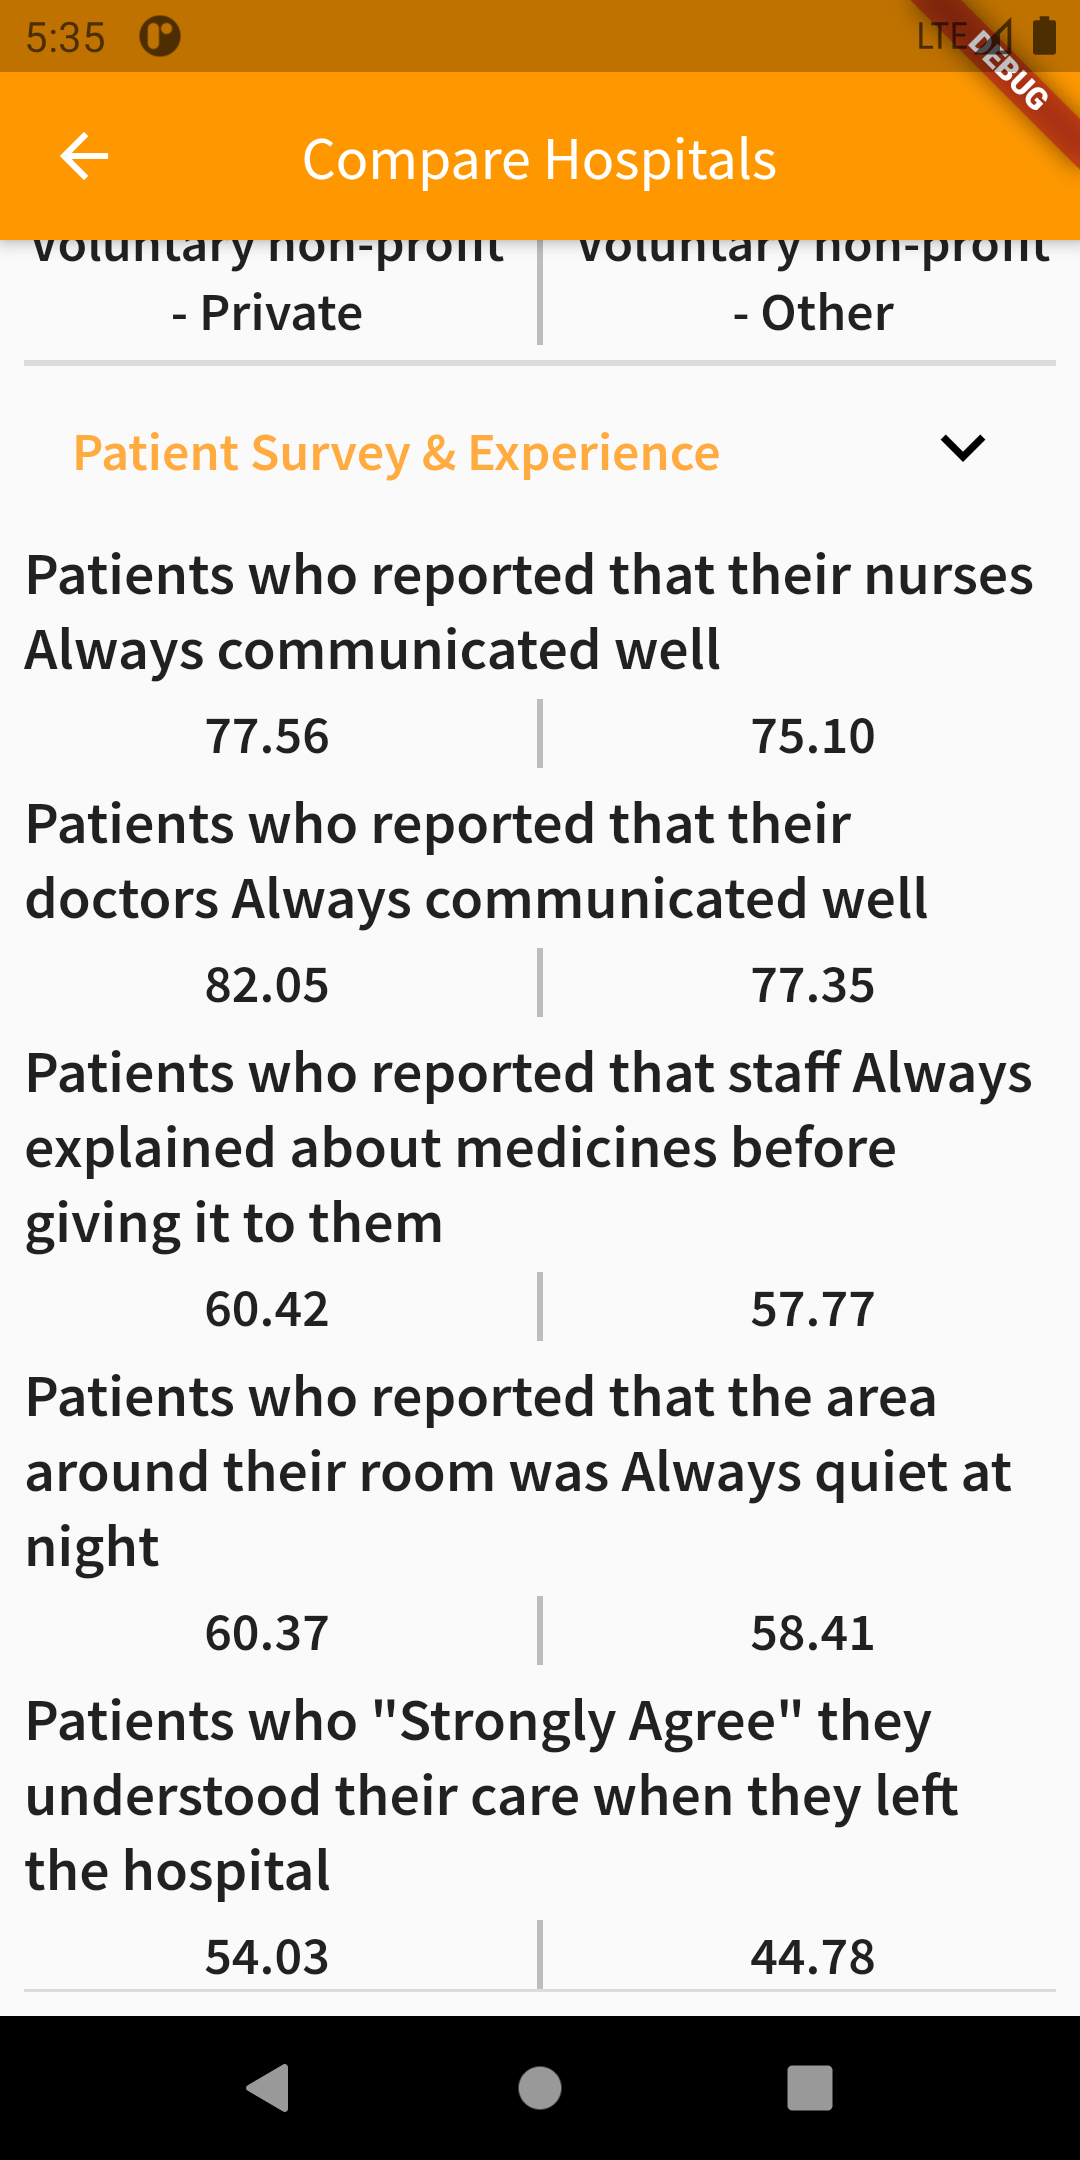 5:35
LTE
DEBUG
Compare Hospitals
Voluntary non-profit
- Private
Voluntary non-profit
- Other
Patient Survey & Experience
Patients who reported that their nurses
Always communicated well
77.56
75.10
Patients who reported that their
doctors Always communicated well
82.05
77.35
Patients who reported that staff Always
explained about medicines before
giving it to them
60.42
57.77
Patients who reported that the area
around their room was Always quiet at
night
60.37
58.41
Patients who "Strongly Agree" they
understood their care when they left
the hospital
54.03
44.78